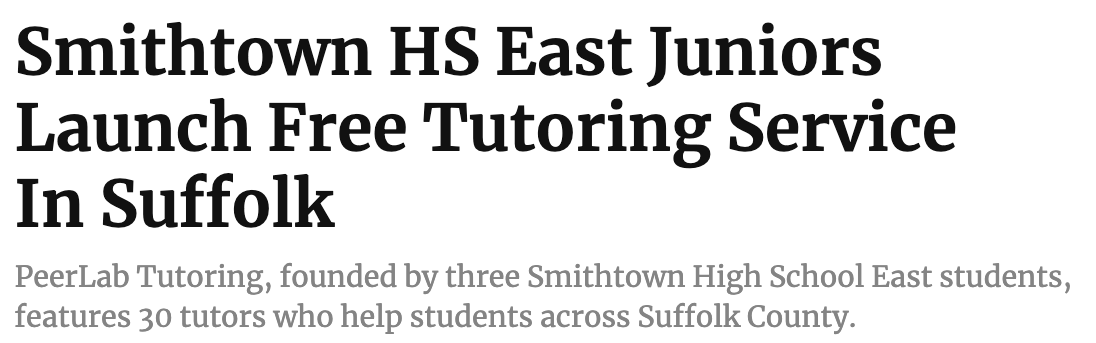 Smithtown HS East Juniors
Launch Free Tutoring Service
In Suffolk
PeerLab Tutoring, founded by three Smithtown High School East students,
features 30 tutors who help students across Suffolk County.